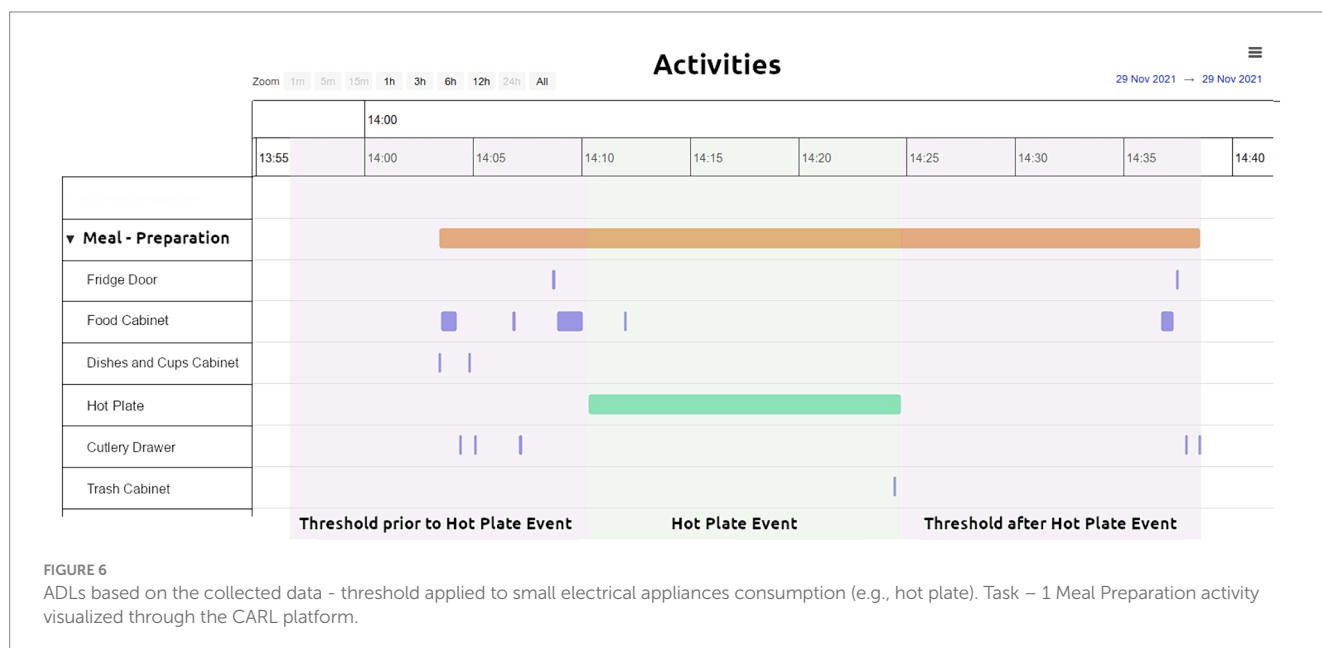 Activities
Zoom 1m 5m 15m 1h 3h 6h 12h 24h All
29 Nov 2021 → 29 Nov 2021
14:00
13:55 14:00 14:05 14:10 14:15 14:20 14:25 14:30 14:35 14:40
▼ Meal - Preparation
Fridge Door
Food Cabinet
Dishes and Cups Cabinet
Hot Plate
Cutlery Drawer
Trash Cabinet
Threshold prior to Hot Plate Event Hot Plate Event Threshold after Hot Plate Event
FIGURE 6
ADLs based on the collected data - threshold applied to small electrical appliances consumption (e.g., hot plate). Task – 1 Meal Preparation activity
visualized through the CARL platform.